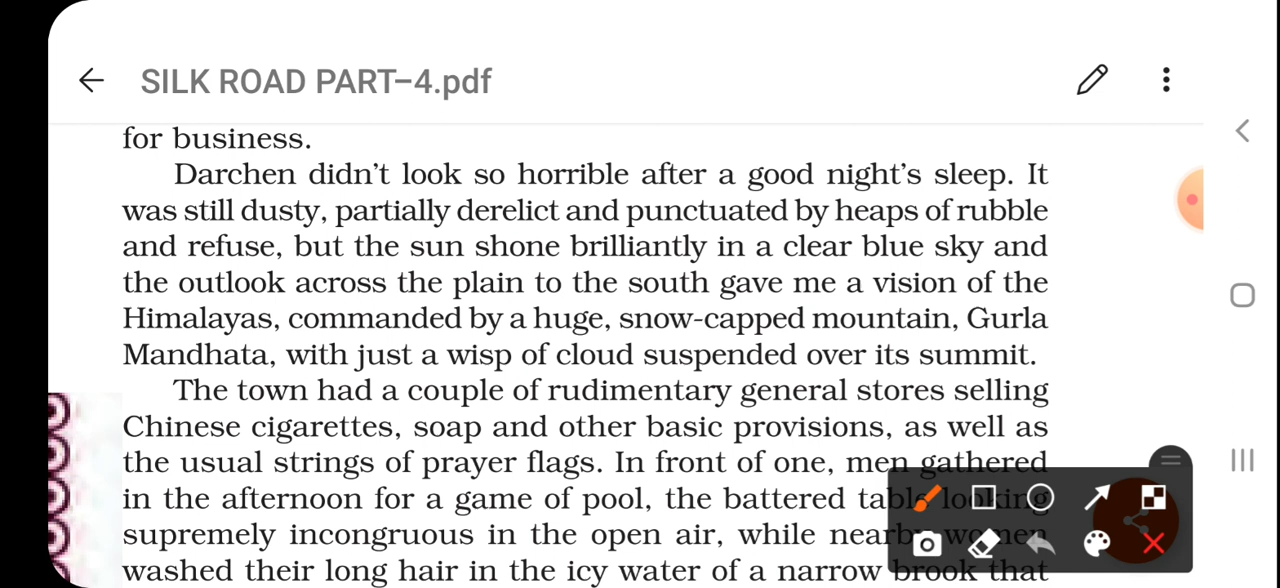 SILK ROAD PART-4.pdf
for business.
Darchen didn't look so horrible after a good night's sleep. It
was still dusty, partially derelict and punctuated by heaps of rubble
and refuse, but the sun shone brilliantly in a clear blue sky and
the outlook across the plain to the south gave me a vision of the
Himalayas, commanded by a huge, snow-capped mountain, Gurla
Mandhata, with just a wisp of cloud suspended over its summit.
The town had a couple of rudimentary general stores selling
Chinese cigarettes, soap and other basic provisions, as well as
the usual strings of prayer flags. In front of one, men gathered
in the afternoon for a game of pool, the battered table looking
supremely incongruous in the open air, while nearby women
washed their long hair in the icy water of a narrow brook that